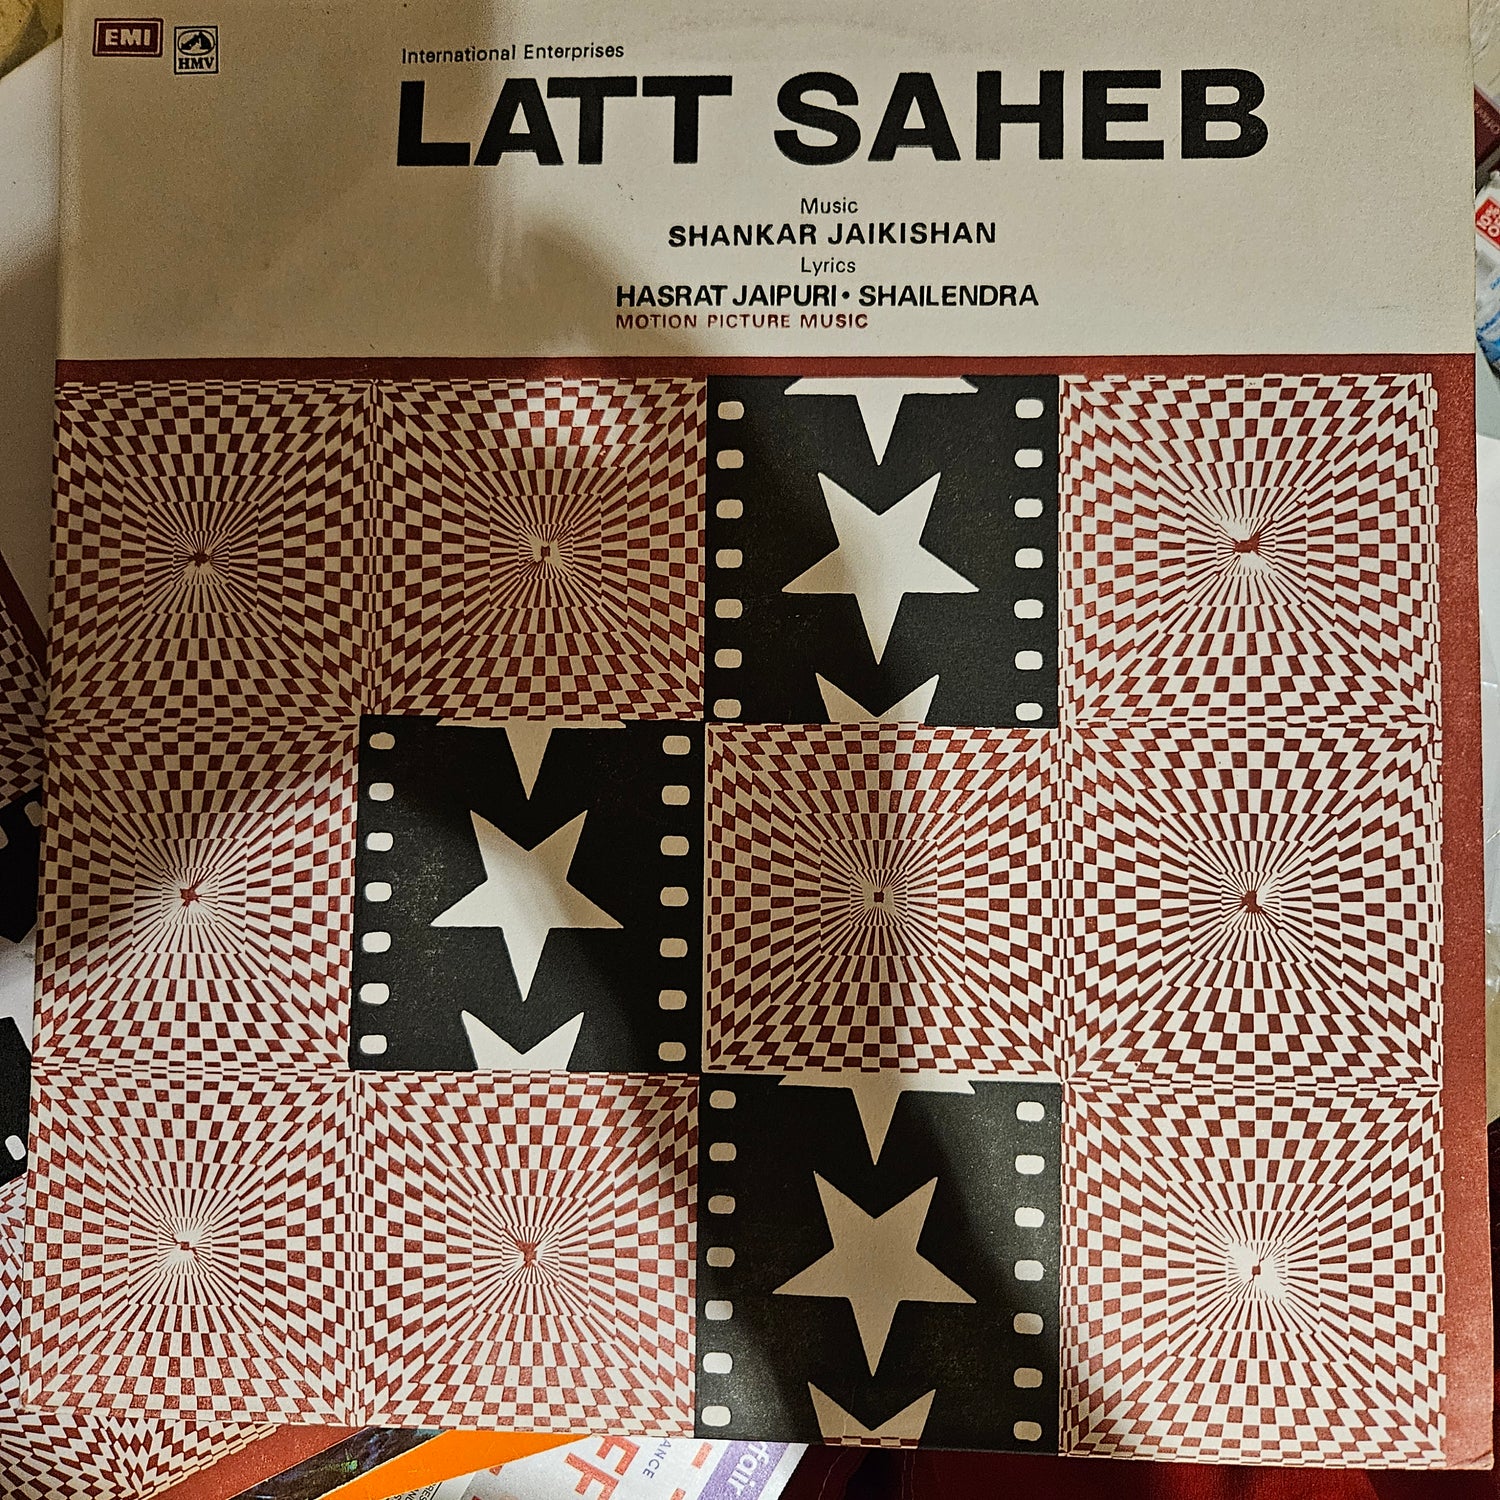 EMI
HMV
International Enterprises
LATT SAHEB
Music
SHANKAR JAIKISHAN
Lyrics
HASRAT JAIPURI • SHAILENDRA
MOTION PICTURE MUSIC